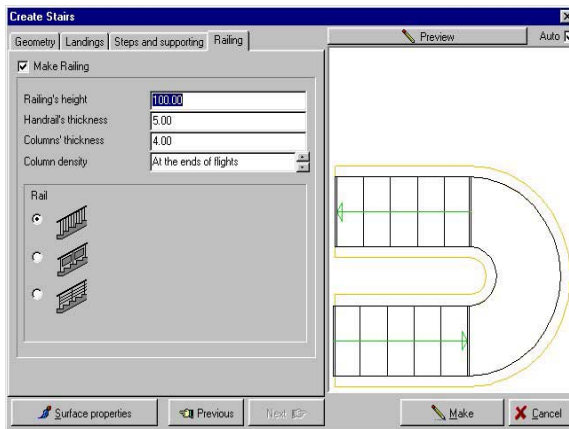 Create Stairs
Geometry Landings Steps and supporting Railing
Preview Auto
Make Railing
Railing's height 100.00
Handrail's thickness 5.00
Columns' thickness 4.00
Column density At the ends of flights
Rail
Surface properties Previous Next Make Cancel